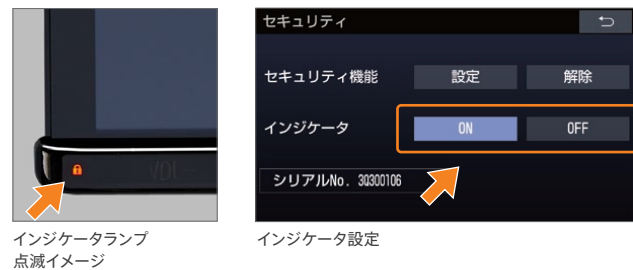 セキュリティ
セキュリティ機能 設定 解除
インジケータ ON OFF
シリアルNo. 30300106
VOL
インジケータランプ
点滅イメージ
インジケータ設定